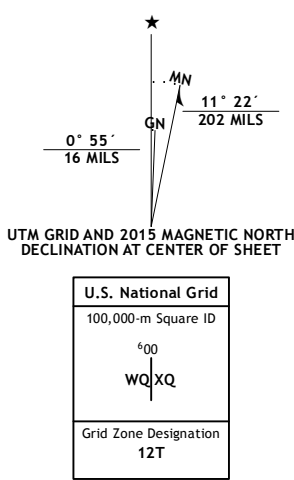 ★
MN
GN
11° 22´
202 MILS
0° 55´
16 MILS
UTM GRID AND 2015 MAGNETIC NORTH
DECLINATION AT CENTER OF SHEET
U.S. National Grid
100,000-m Square ID
⁶00
WQ XQ
Grid Zone Designation
12T